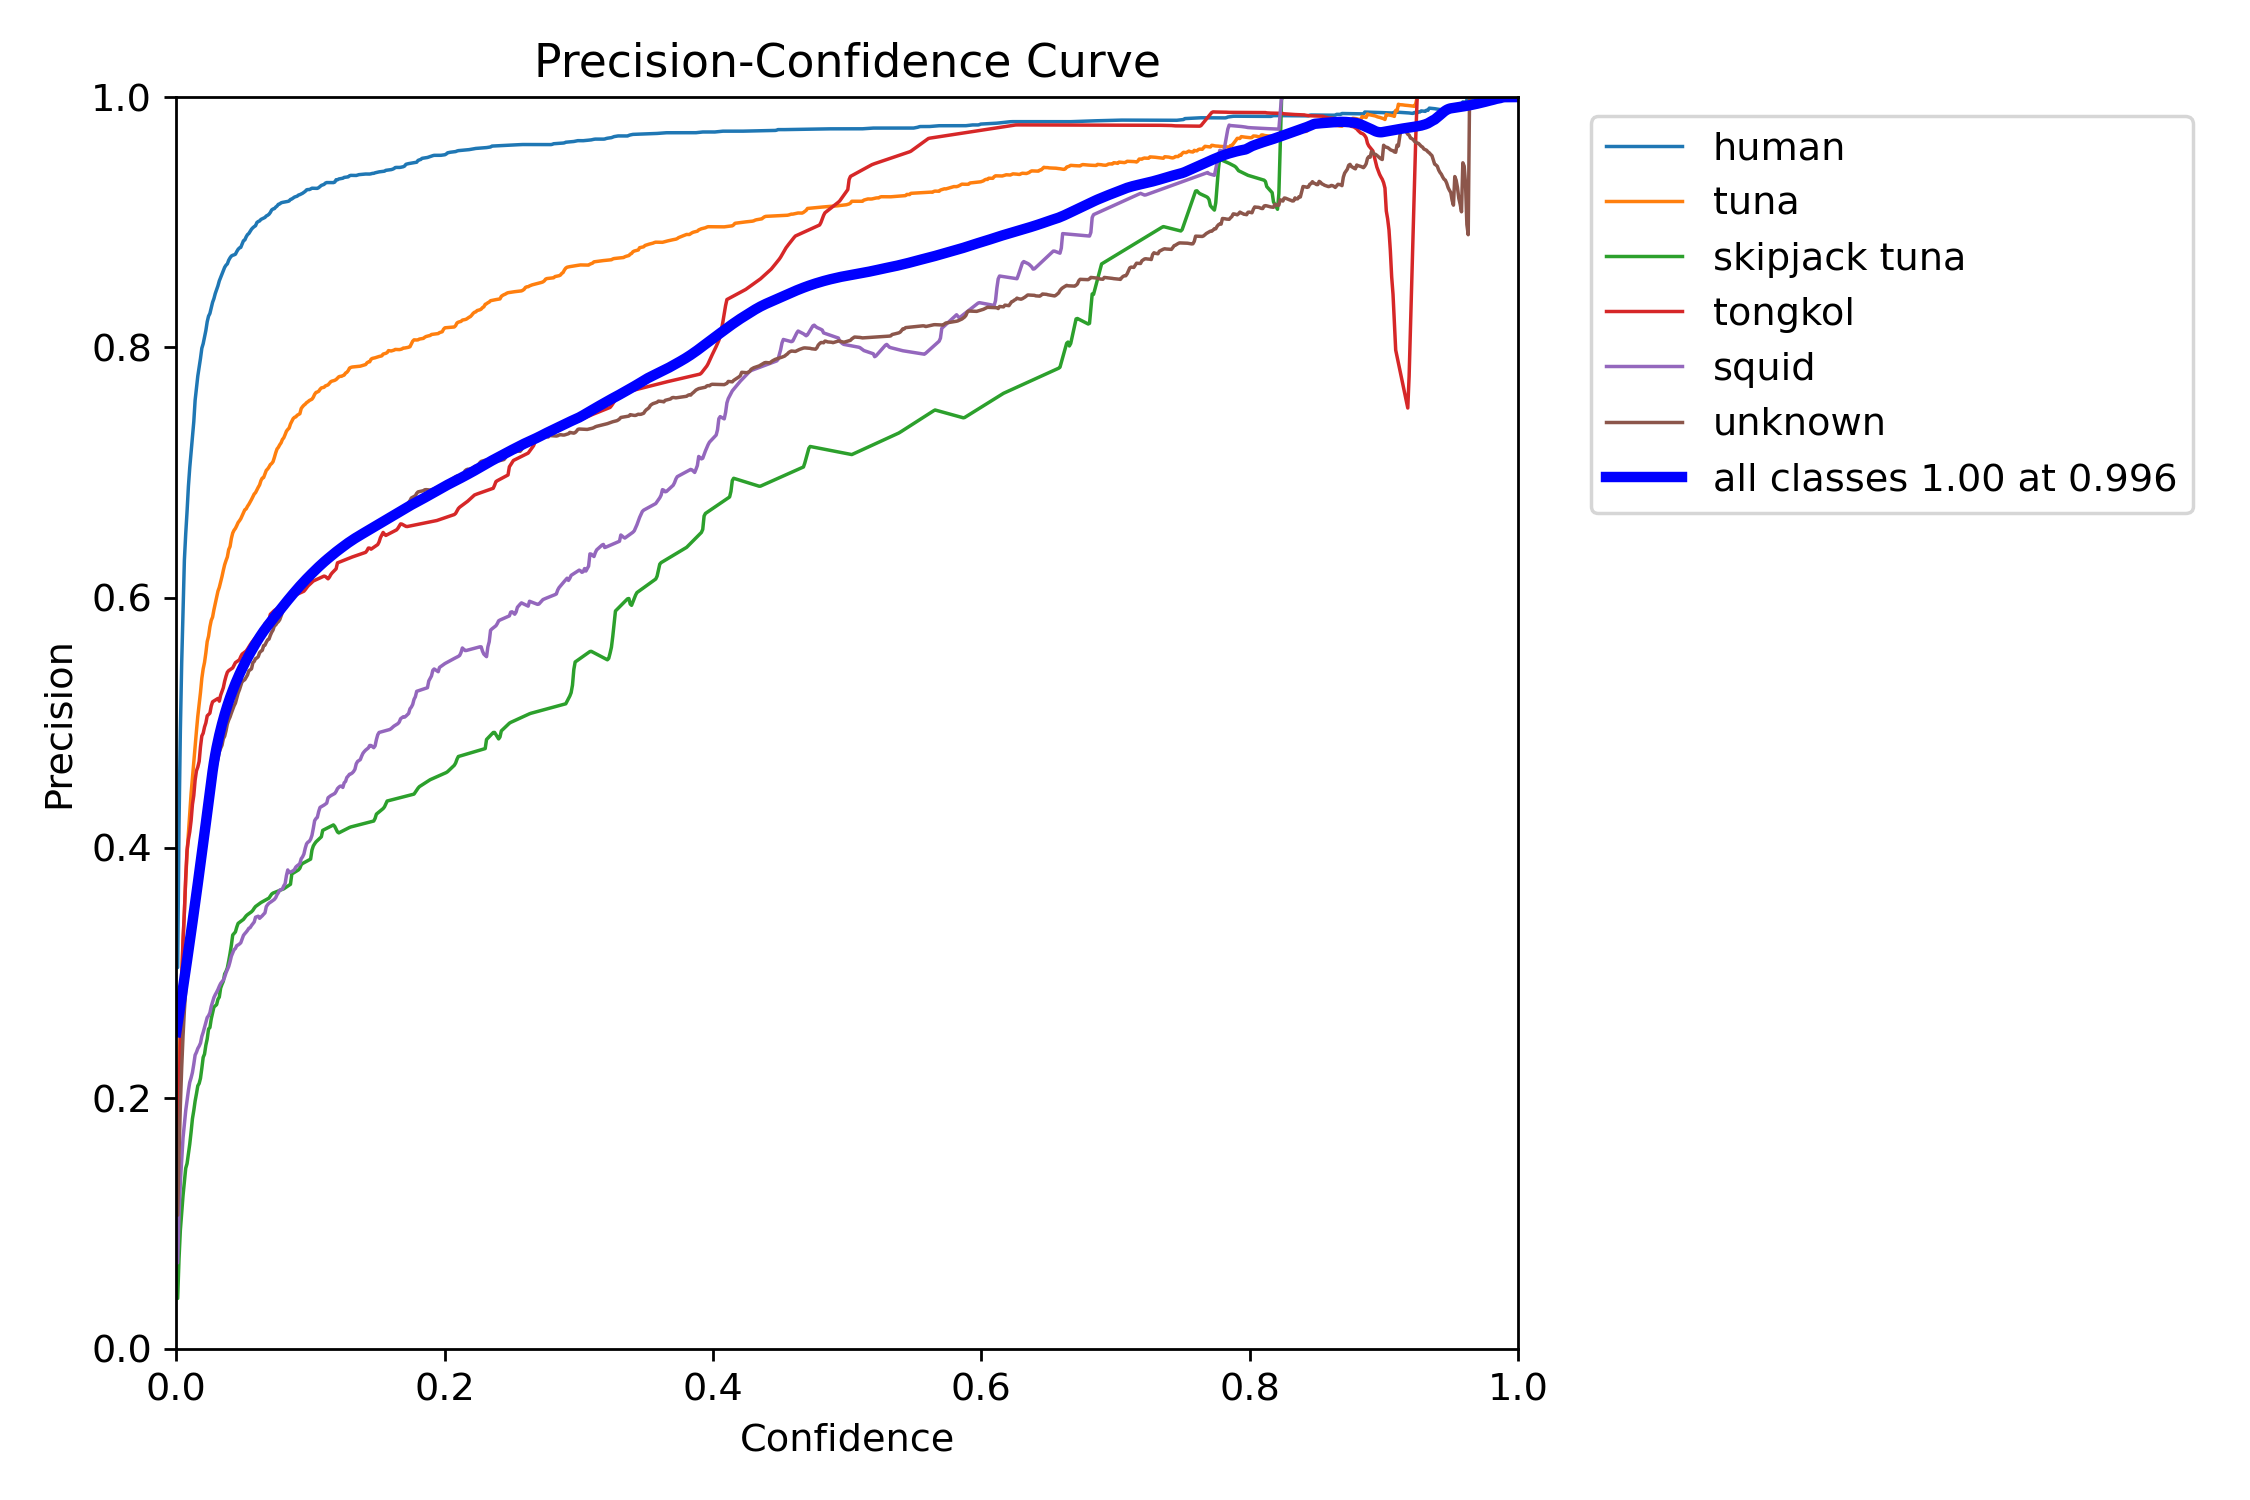 Precision-Confidence Curve
1.0
0.8
0.6
0.4
0.2
0.0
Precision
0.0 0.2 0.4 0.6 0.8 1.0
Confidence
human
tuna
skipjack tuna
tongkol
squid
unknown
all classes 1.00 at 0.996